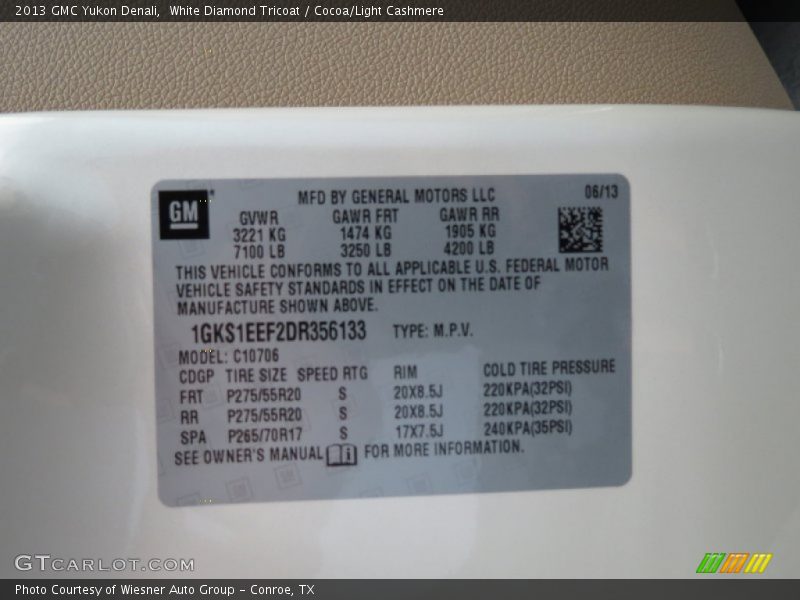 2013 GMC Yukon Denali, White Diamond Tricoat / Cocoa/Light Cashmere
GM
MFD BY GENERAL MOTORS LLC 06/13
GVWR GAWR FRT GAWR RR
3221 KG 1474 KG 1905 KG
7100 LB 3250 LB 4200 LB
THIS VEHICLE CONFORMS TO ALL APPLICABLE U.S. FEDERAL MOTOR
VEHICLE SAFETY STANDARDS IN EFFECT ON THE DATE OF
MANUFACTURE SHOWN ABOVE.
1GKS1EEF2DR356133 TYPE: M.P.V.
MODEL: C10706
CDGP TIRE SIZE SPEED RTG RIM COLD TIRE PRESSURE
FRT P275/55R20 S 20X8.5J 220KPA(32PSI)
RR P275/55R20 S 20X8.5J 220KPA(32PSI)
SPA P265/70R17 S 17X7.5J 240KPA(35PSI)
SEE OWNER'S MANUAL FOR MORE INFORMATION.
GTCARLOT.COM
Photo Courtesy of Wiesner Auto Group - Conroe, TX